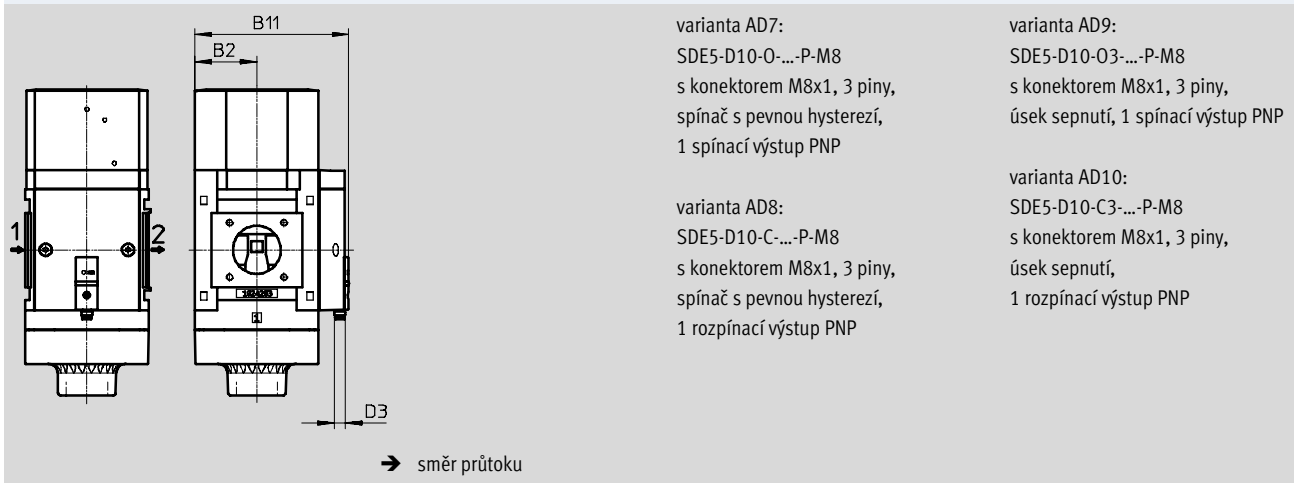 B11
B2
1
2
1
D3
➔ směr průtoku
varianta AD7:
SDE5-D10-O-...-P-M8
s konektorem M8x1, 3 piny,
spínač s pevnou hysterezí,
1 spínací výstup PNP
varianta AD8:
SDE5-D10-C-...-P-M8
s konektorem M8x1, 3 piny,
spínač s pevnou hysterezí,
1 rozpínací výstup PNP
varianta AD9:
SDE5-D10-O3-...-P-M8
s konektorem M8x1, 3 piny,
úsek sepnutí, 1 spínací výstup PNP
varianta AD10:
SDE5-D10-C3-...-P-M8
s konektorem M8x1, 3 piny,
úsek sepnutí,
1 rozpínací výstup PNP